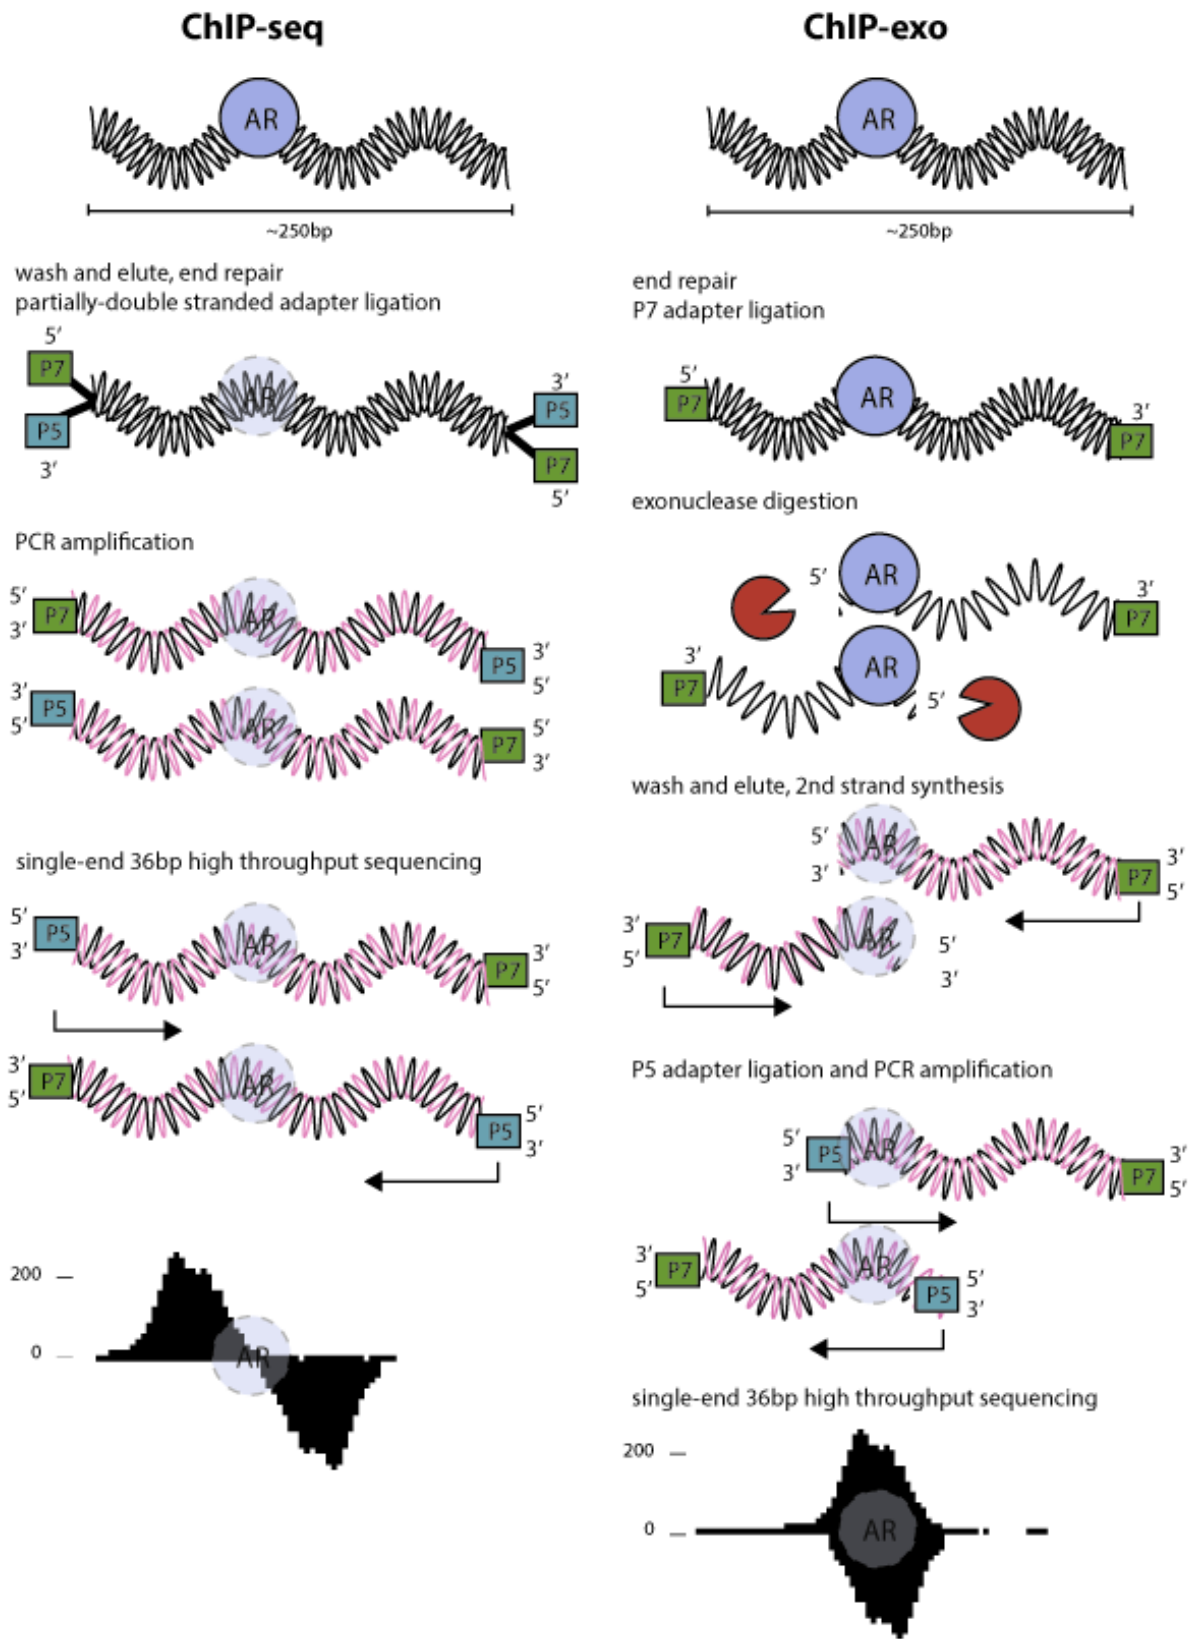 ChIP-seq
AR
~250bp
wash and elute, end repair
partially-double stranded adapter ligation
5′
P7
P5
3′
AR
3′
P5
P7
5′
PCR amplification
5′
3′
P7
AR
P5
3′
5′
3′
5′
P5
AR
P7
5′
3′
single-end 36bp high throughput sequencing
5′
3′
P5
AR
P7
3′
5′
3′
5′
P7
AR
P5
5′
3′
200
0
AR
ChIP-exo
AR
~250bp
end repair
P7 adapter ligation
5′
P7
AR
3′
P7
exonuclease digestion
5′
AR
3′
P7
3′
P7
AR
5′
wash and elute, 2nd strand synthesis
5′
3′
AR
P7
3′
5′
3′
5′
P7
AR
5′
3′
P5 adapter ligation and PCR amplification
5′
3′
P5
AR
P7
3′
5′
3′
5′
P7
AR
P5
5′
3′
single-end 36bp high throughput sequencing
200
0
AR